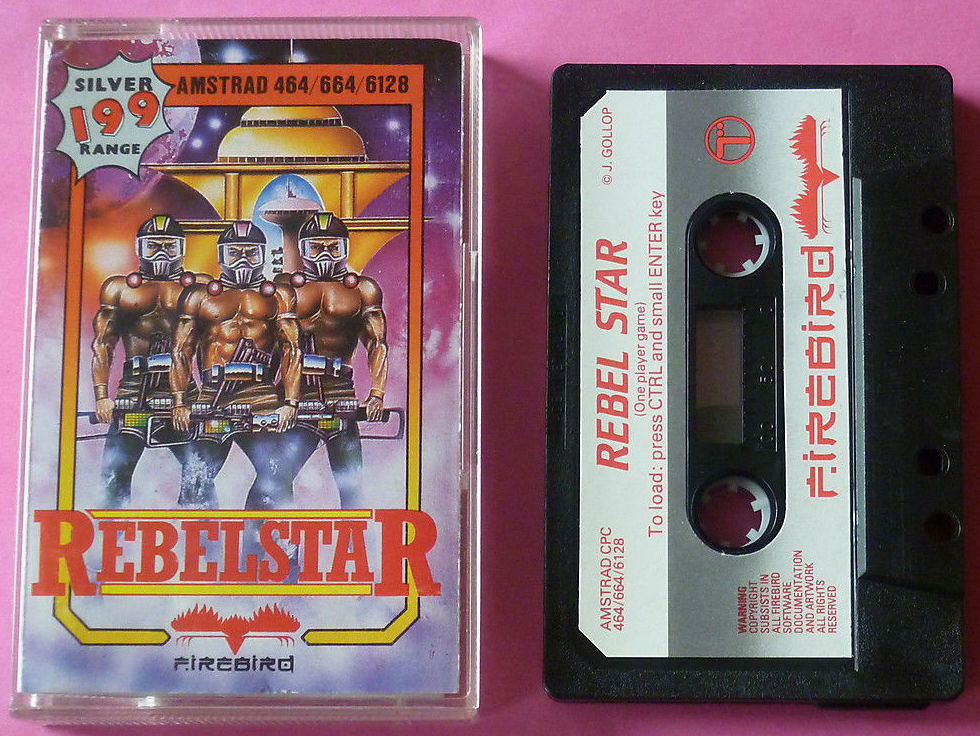 SILVER
199
RANGE
AMSTRAD 464/664/6128
REBELSTAR
FIREBIRD
© J. GOLLOP
REBEL STAR
(One player game)
To load: press CTRL and small ENTER key
AMSTRAD CPC
464/664/6128
FIREBIRD
WARNING
COPYRIGHT
SUBSISTS IN
ALL FIREBIRD
SOFTWARE
DOCUMENTATION
AND ARTWORK
ALL RIGHTS
RESERVED